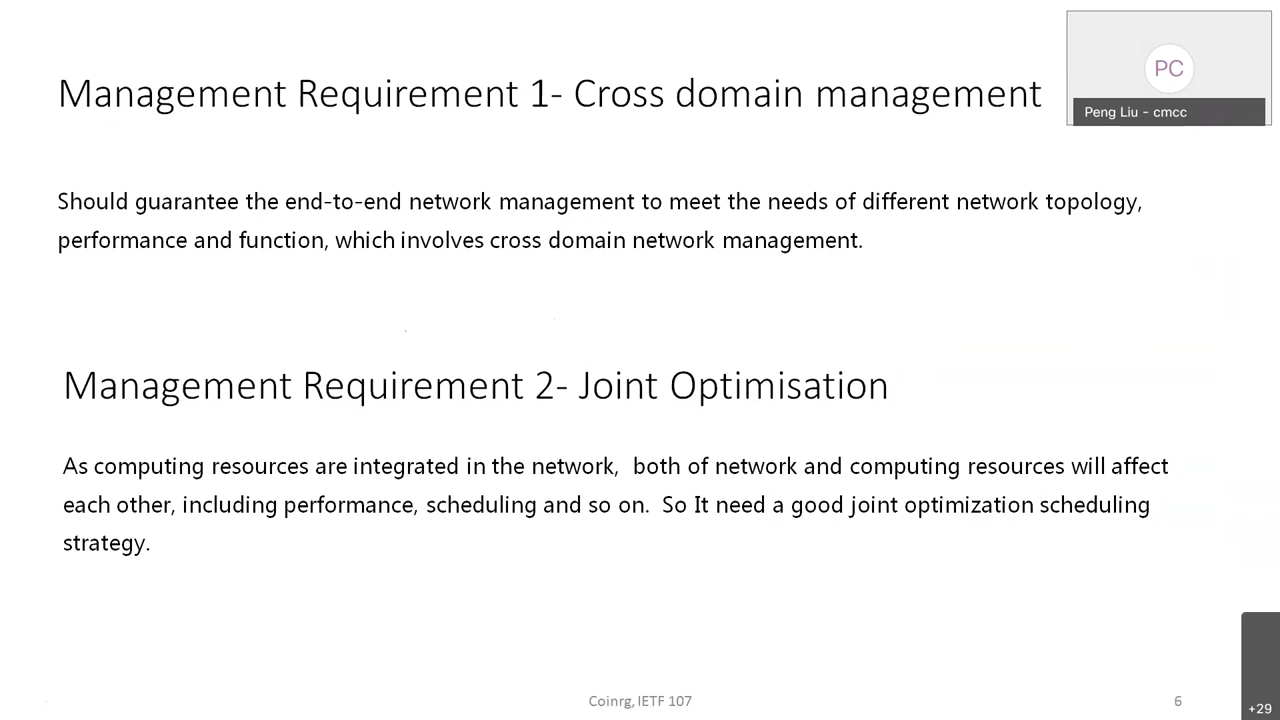 Management Requirement 1- Cross domain management
PC
Peng Liu - cmcc
Should guarantee the end-to-end network management to meet the needs of different network topology,
performance and function, which involves cross domain network management.
Management Requirement 2- Joint Optimisation
As computing resources are integrated in the network,  both of network and computing resources will affect
each other, including performance, scheduling and so on.  So It need a good joint optimization scheduling
strategy.
Coinrg, IETF 107
6
+29